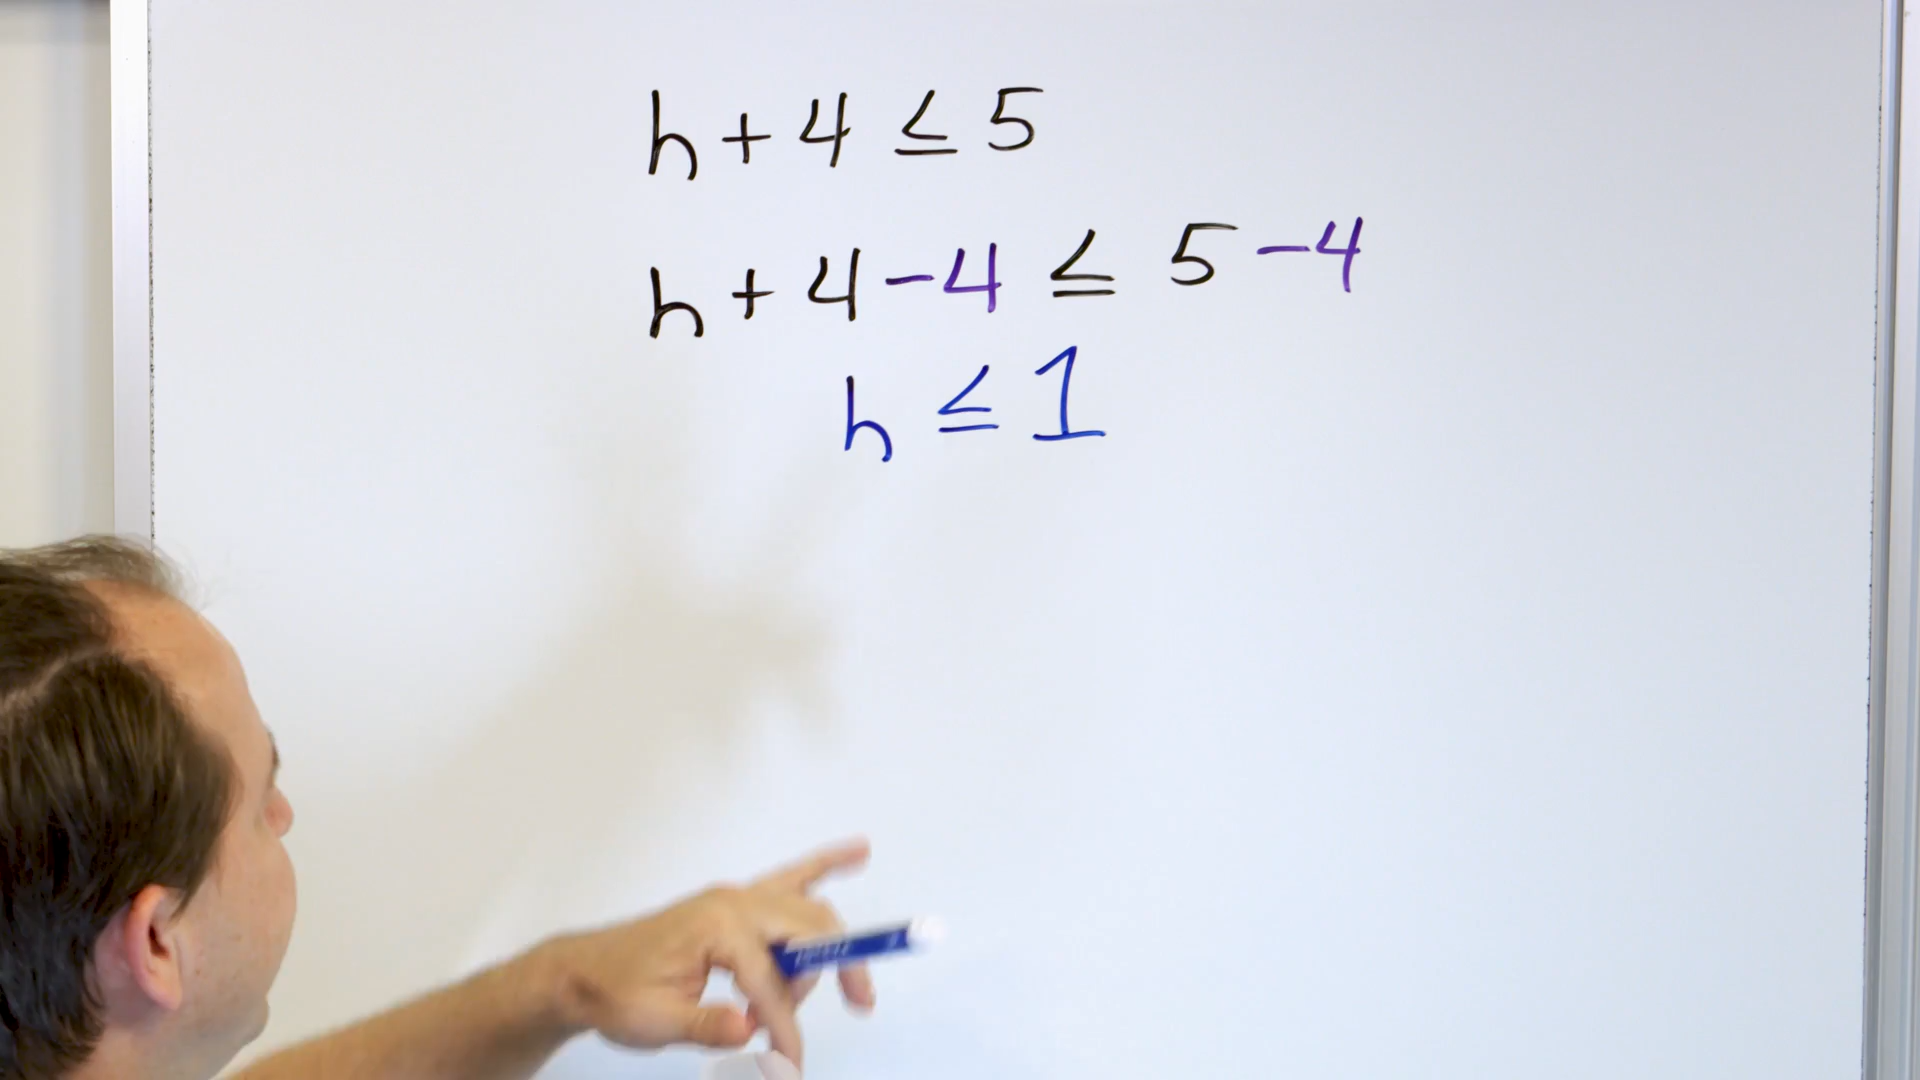 h + 4 ≤ 5
h + 4 - 4 ≤ 5 - 4
h ≤ 1